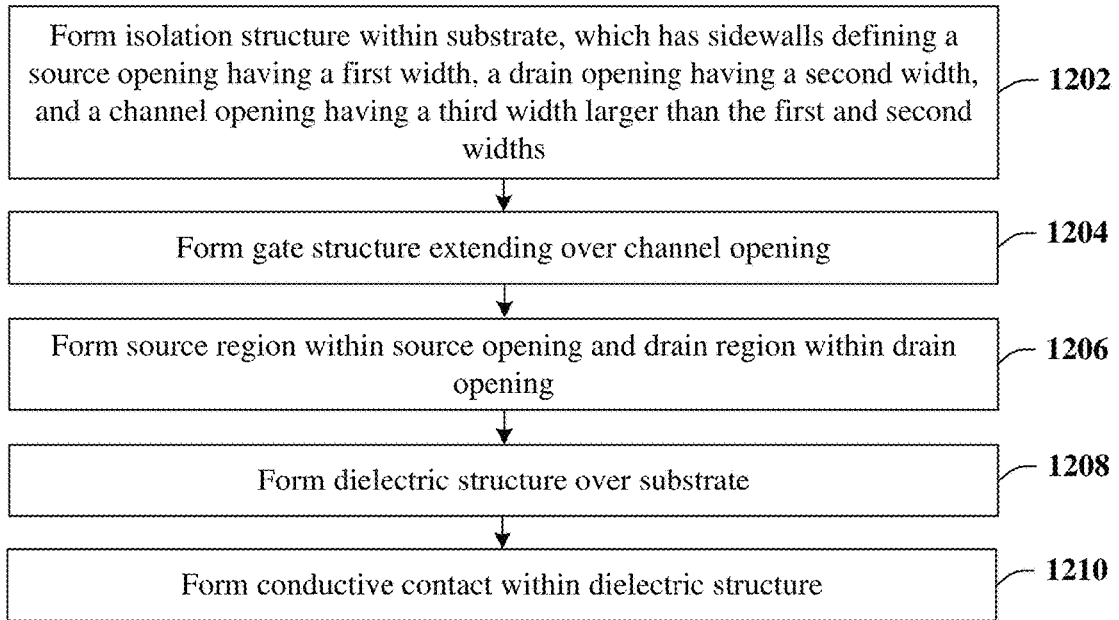 Form isolation structure within substrate, which has sidewalls defining a
source opening having a first width, a drain opening having a second width,
and a channel opening having a third width larger than the first and second
widths
1202
Form gate structure extending over channel opening
1204
Form source region within source opening and drain region within drain
opening
1206
Form dielectric structure over substrate
1208
Form conductive contact within dielectric structure
1210